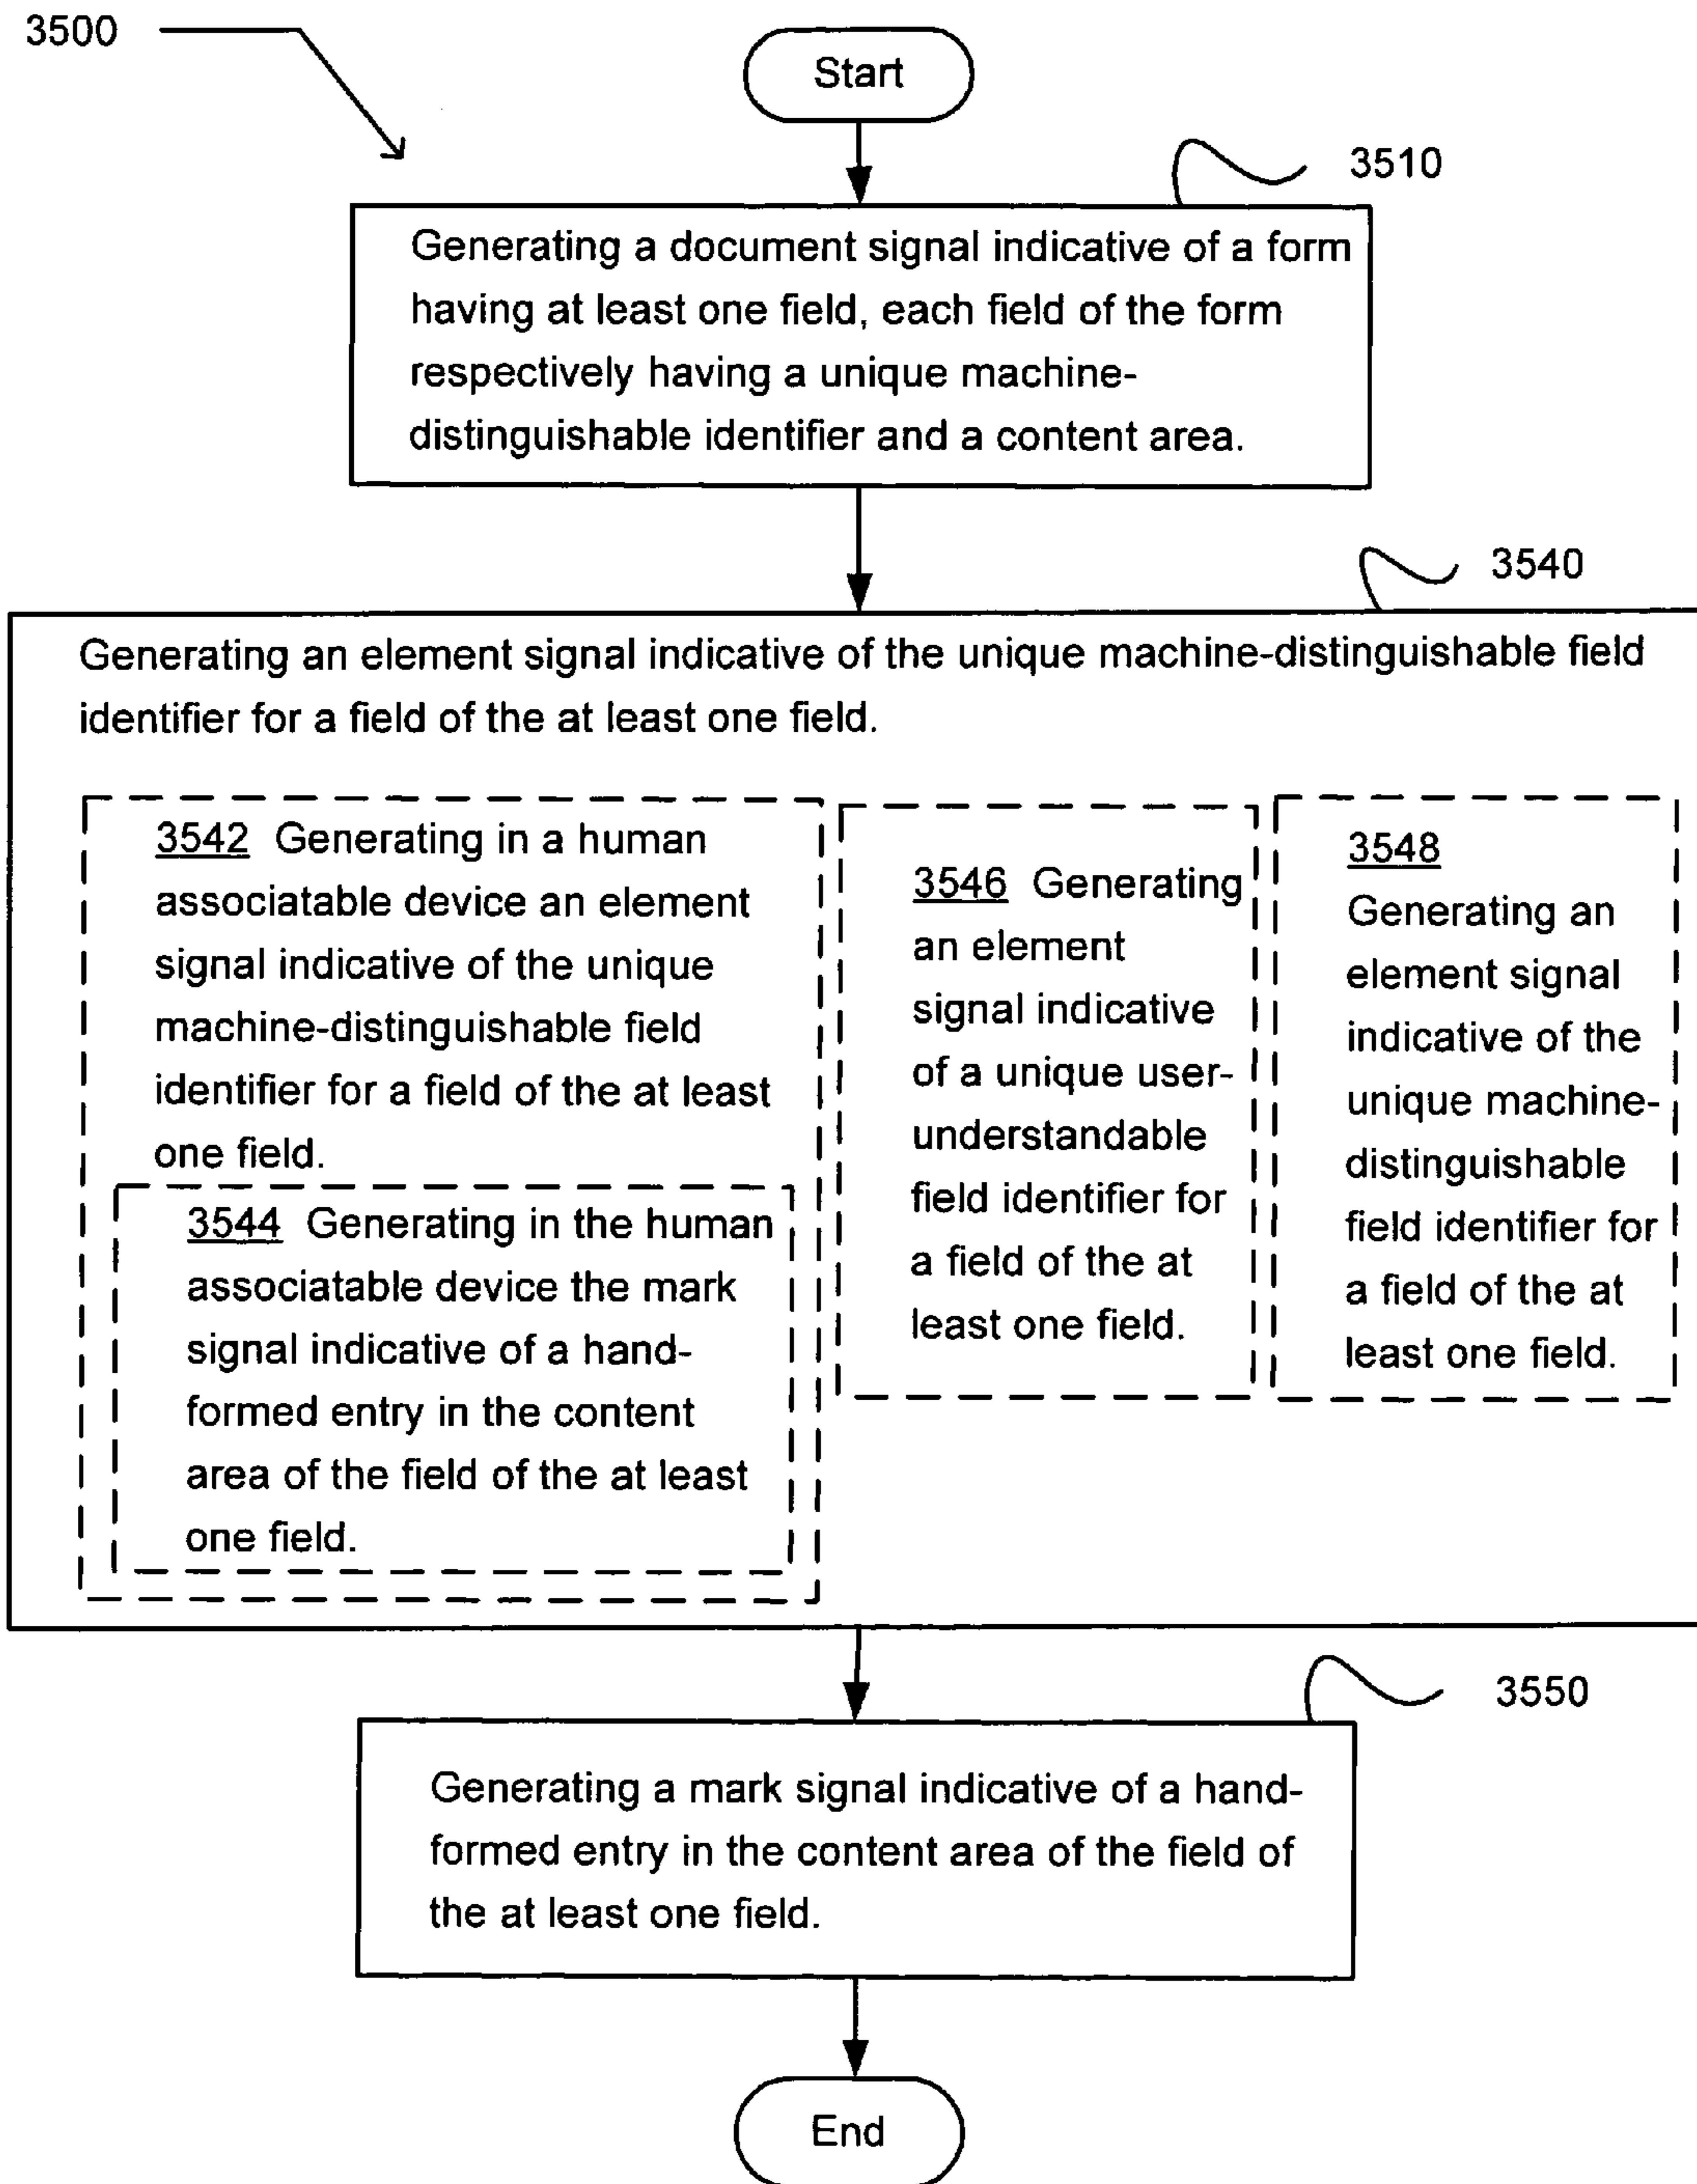 3500
Start
3510
Generating a document signal indicative of a form
having at least one field, each field of the form
respectively having a unique machine-
distinguishable identifier and a content area.
3540
Generating an element signal indicative of the unique machine-distinguishable field
identifier for a field of the at least one field.
3542 Generating in a human
associatable device an element
signal indicative of the unique
machine-distinguishable field
identifier for a field of the at least
one field.
3544 Generating in the human
associatable device the mark
signal indicative of a hand-
formed entry in the content
area of the field of the at least
one field.
3546 Generating
an element
signal indicative
of a unique user-
understandable
field identifier for
a field of the at
least one field.
3548
Generating an
element signal
indicative of the
unique machine-
distinguishable
field identifier for
a field of the at
least one field.
3550
Generating a mark signal indicative of a hand-
formed entry in the content area of the field of
the at least one field.
End